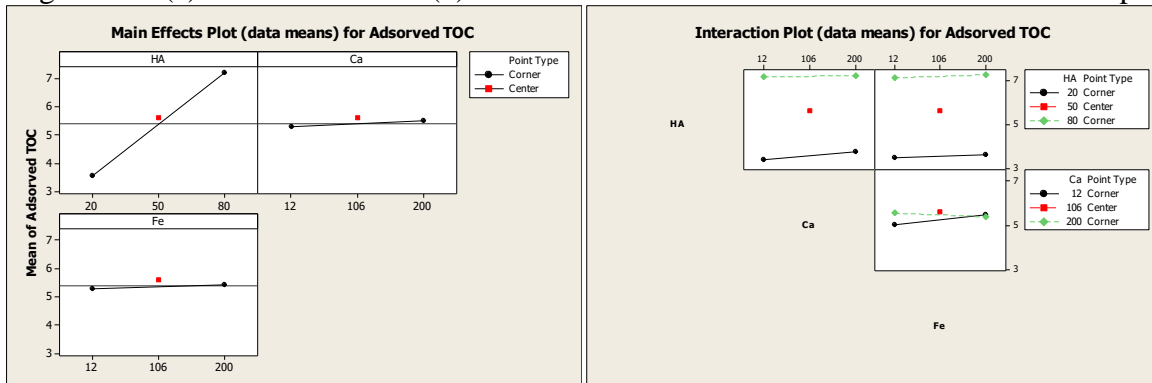 Main Effects Plot (data means) for Adsorved TOC
HA
Ca
Point Type
Corner
Center
7
6
5
4
3
20
50
80
12
106
200
Fe
7
6
5
4
3
12
106
200
Mean of Adsorved TOC
Interaction Plot (data means) for Adsorved TOC
12
106
200
12
106
200
HA
7
5
3
HA Point Type
20 Corner
50 Center
80 Corner
Ca
7
5
3
Ca Point Type
12 Corner
106 Center
200 Corner
Fe